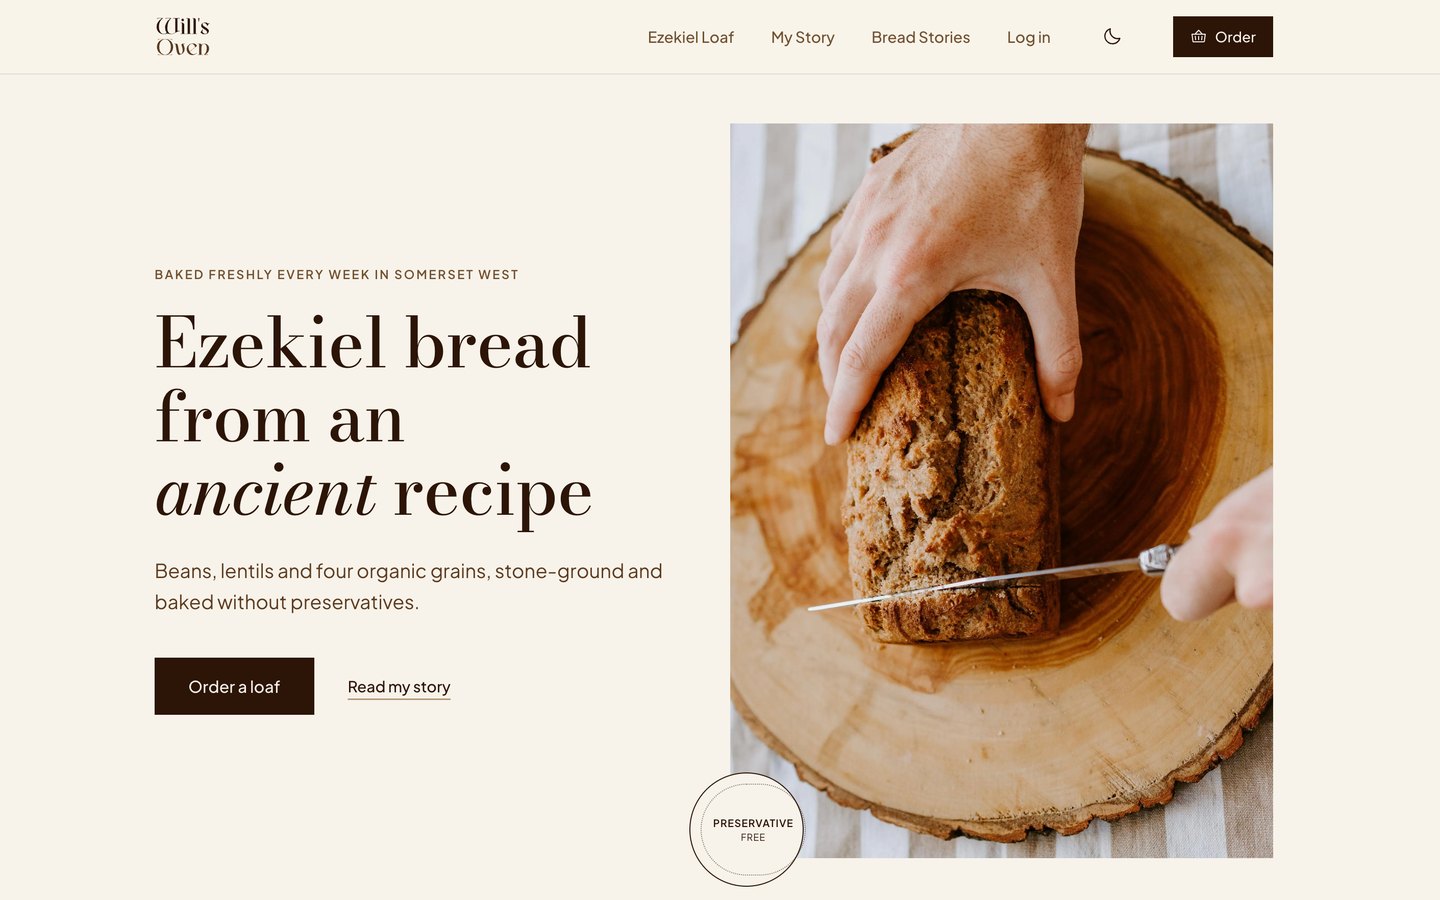 Will's
Oven
Ezekiel Loaf
My Story
Bread Stories
Log in
Order
BAKED FRESHLY EVERY WEEK IN SOMERSET WEST
Ezekiel bread
from an
ancient recipe
Beans, lentils and four organic grains, stone-ground and
baked without preservatives.
Order a loaf
Read my story
PRESERVATIVE
FREE